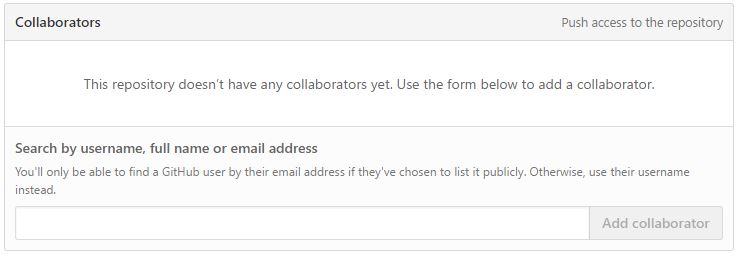 Collaborators
Push access to the repository
This repository doesn’t have any collaborators yet. Use the form below to add a collaborator.
Search by username, full name or email address
You'll only be able to find a GitHub user by their email address if they've chosen to list it publicly. Otherwise, use their username
instead.
Add collaborator